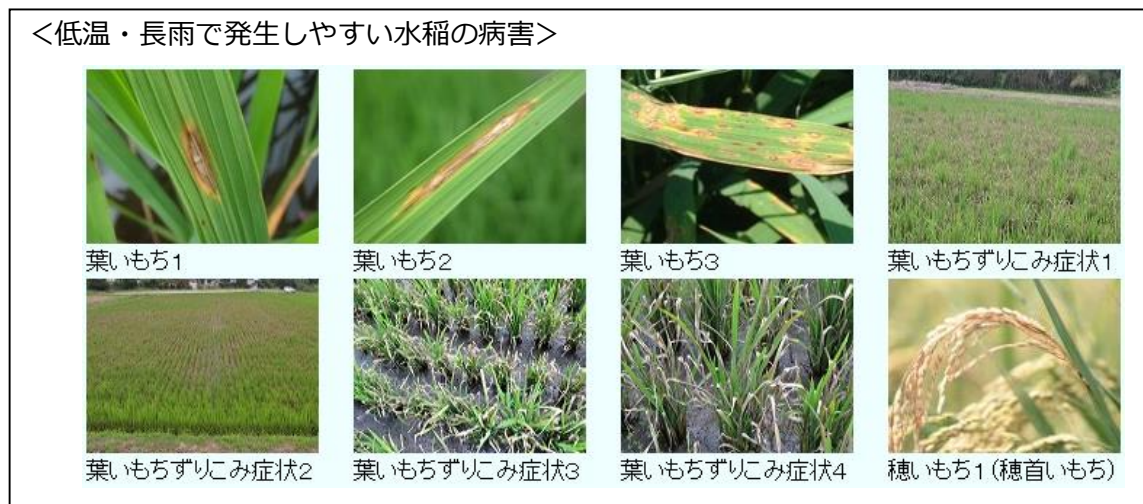 ＜低温・長雨で発生しやすい水稲の病害＞
葉いもち1
葉いもち2
葉いもち3
葉いもちずりこみ症状1
葉いもちずりこみ症状2
葉いもちずりこみ症状3
葉いもちずりこみ症状4
穂いもち1（穂首いもち）